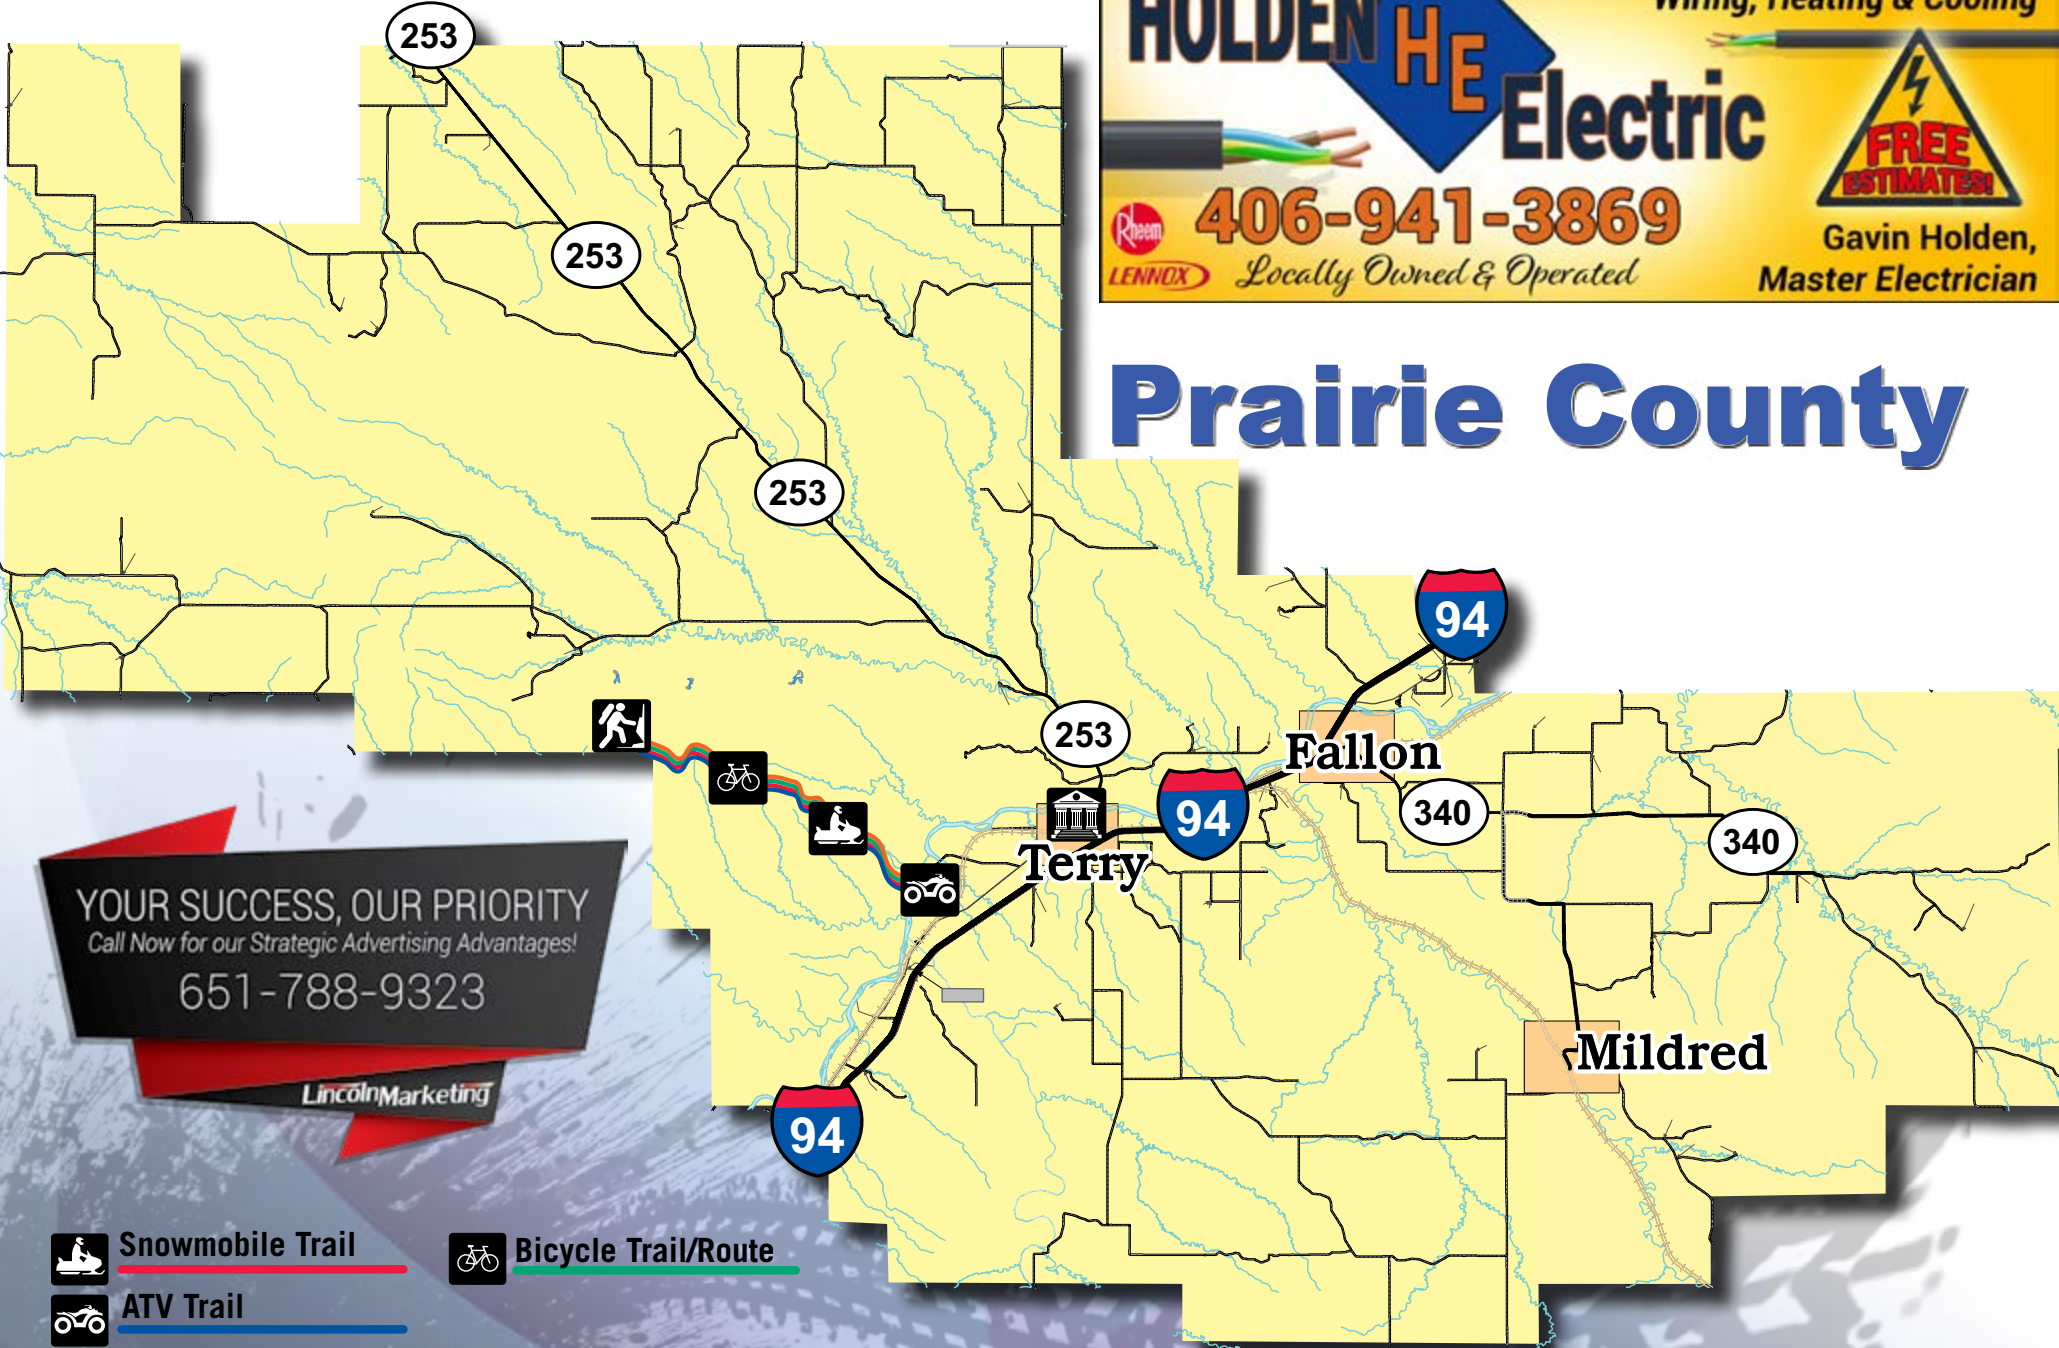 253
Wiring, Heating & Cooling
HOLDEN HE Electric
FREE
ESTIMATES!
Rheem
406-941-3869
LENNOX
Locally Owned & Operated
Gavin Holden,
Master Electrician
253
Prairie County
253
94
253
Fallon
94
340
340
Terry
YOUR SUCCESS, OUR PRIORITY
Call Now for our Strategic Advertising Advantages!
651-788-9323
LincolnMarketing
Mildred
94
Snowmobile Trail
Bicycle Trail/Route
ATV Trail